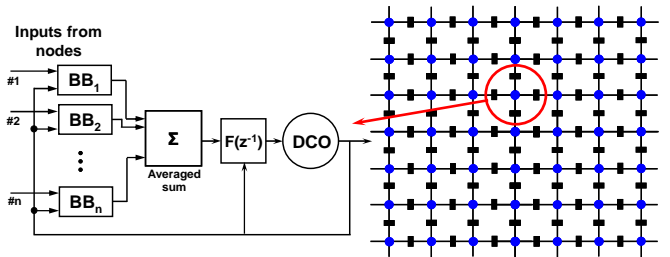 Inputs from
nodes
#1
BB1
#2
BB2
Σ
F(z⁻¹)
DCO
Averaged
sum
#n
BBn